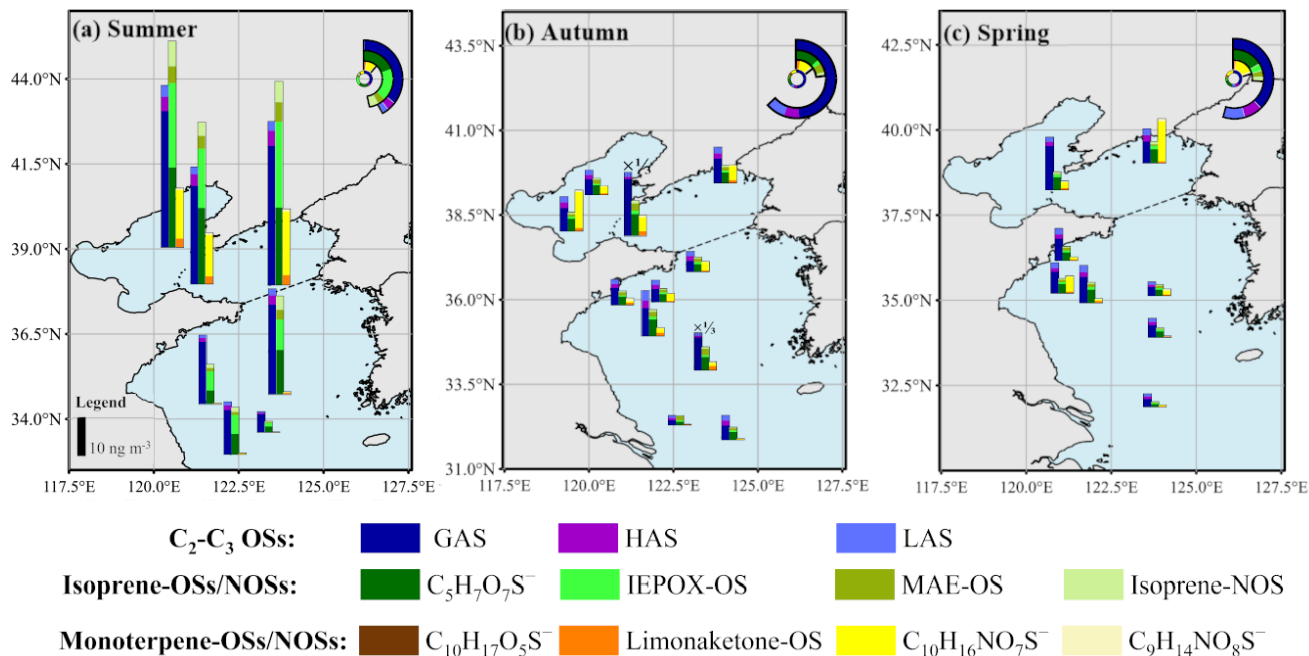 (a) Summer
(b) Autumn
(c) Spring
44.0°N
41.5°N
39.0°N
36.5°N
34.0°N
Legend
10 ng m⁻³
117.5°E 120.0°E 122.5°E 125.0°E 127.5°E
43.5°N
41.0°N
38.5°N
36.0°N
33.5°N
31.0°N
×1/
×⅓
117.5°E 120.0°E 122.5°E 125.0°E 127.5°E
42.5°N
40.0°N
37.5°N
35.0°N
32.5°N
117.5°E 120.0°E 122.5°E 125.0°E 127.5°E
C₂-C₃ OSs: GAS HAS LAS
Isoprene-OSs/NOSs: C₅H₇O₇S⁻ IEPOX-OS MAE-OS Isoprene-NOS
Monoterpene-OSs/NOSs: C₁₀H₁₇O₅S⁻ Limonaketone-OS C₁₀H₁₆NO₇S⁻ C₉H₁₄NO₈S⁻